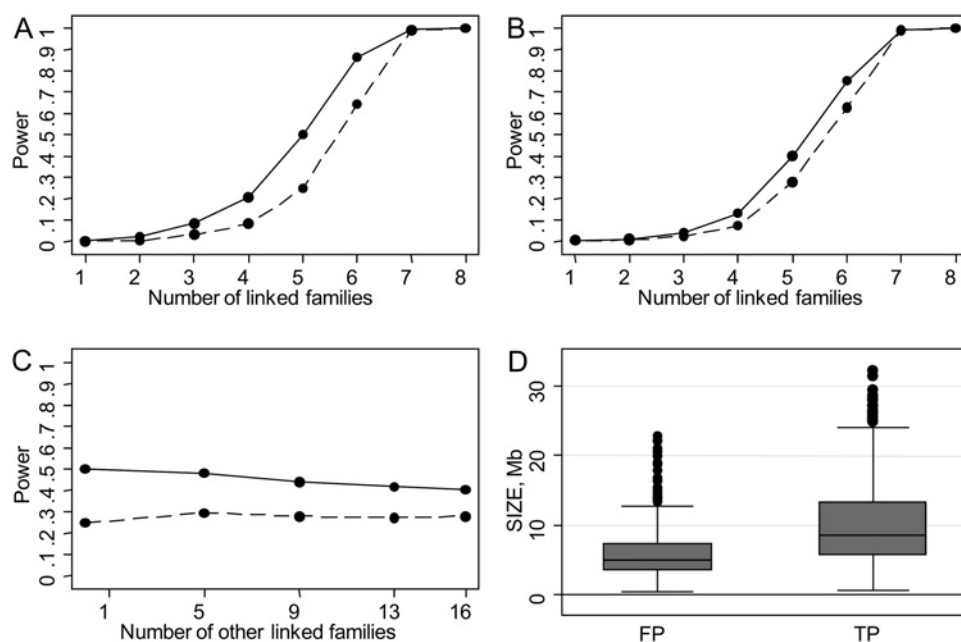 A
Power
0 .1 .2 .3 .4 .5 .6 .7 .8 .9 1
1 2 3 4 5 6 7 8
Number of linked families
B
Power
0 .1 .2 .3 .4 .5 .6 .7 .8 .9 1
1 2 3 4 5 6 7 8
Number of linked families
C
Power
0 .1 .2 .3 .4 .5 .6 .7 .8 .9 1
1 5 9 13 16
Number of other linked families
D
SIZE, Mb
0 10 20 30
FP TP